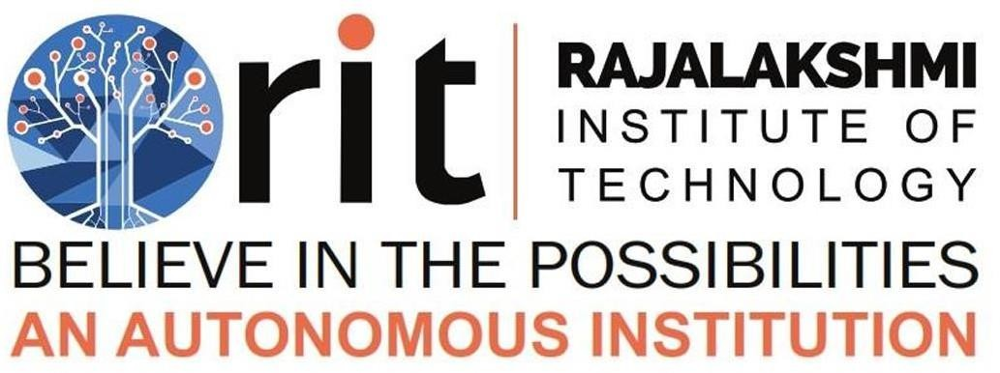 rit
RAJALAKSHMI
INSTITUTE OF
TECHNOLOGY
BELIEVE IN THE POSSIBILITIES
AN AUTONOMOUS INSTITUTION